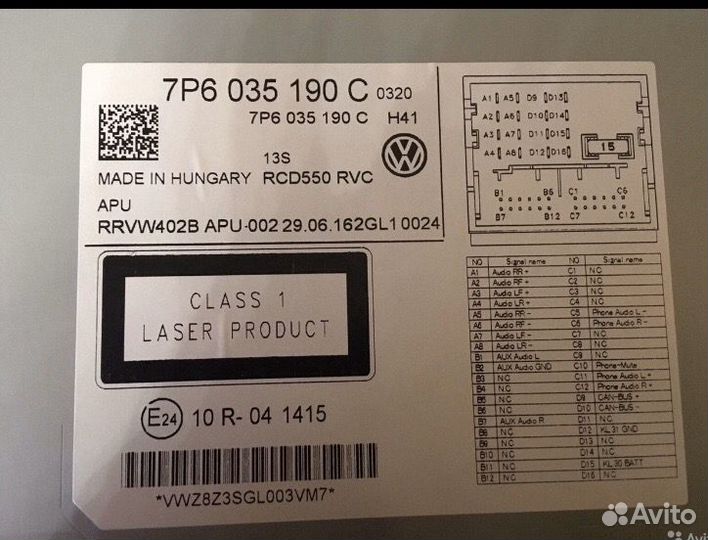 7P6 035 190 C 0320
7P6 035 190 C H41
13S
MADE IN HUNGARY RCD550 RVC
APU
RRVW402B APU-002 29.06.162GL1 0024
CLASS 1
LASER PRODUCT
E24 10 R- 04 1415
*VWZ8Z3SGL003VM7*
A1 A5 D9 D13
A2 A6 D10 D14
A3 A7 D11 D15
A4 A8 D12 D16
15
B1 B6 C1 C6
B7 B12 C7 C12
NO Signal name NO Signal name
A1 Audio RR+ C1 NC
A2 Audio RF+ C2 NC
A3 Audio LF+ C3 NC
A4 Audio LR+ C4 NC
A5 Audio RR- C5 Phone Audio L-
A6 Audio RF- C6 Phone Audio R-
A7 Audio LF- C7 NC
A8 Audio LR- C8 NC
B1 AUX Audio L C9 NC
B2 AUX Audio GND C10 Phone-Mute
B3 NC C11 Phone Audio L+
B4 NC C12 Phone Audio R+
B5 NC D9 CAN-BUS+
B6 NC D10 CAN-BUS-
B7 AUX Audio R D11 NC
B8 NC D12 KL 31 GND
B9 NC D13 NC
B10 NC D14 NC
B11 NC D15 KL 30 BATT
B12 NC D16 NC
Avito
Avito